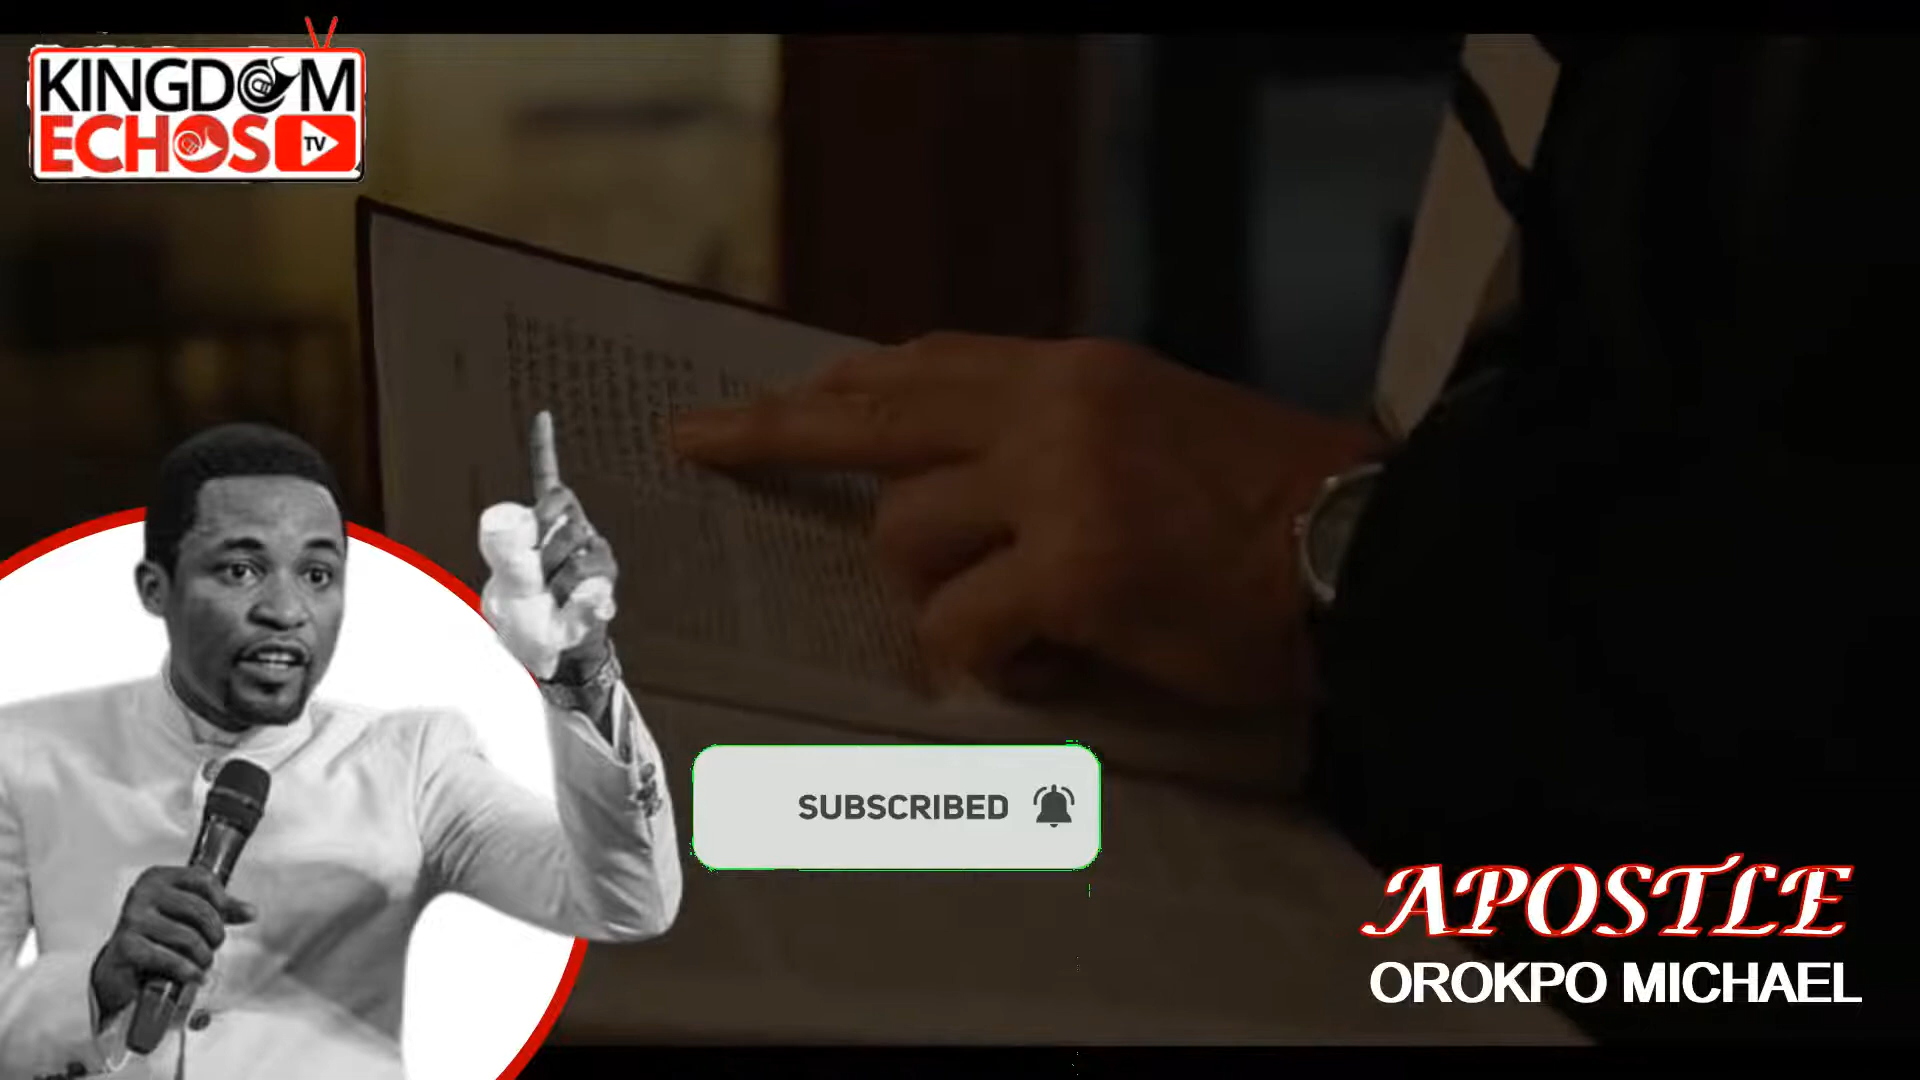 KINGDOM
ECHOS TV
SUBSCRIBED
APOSTLE
OROKPO MICHAEL